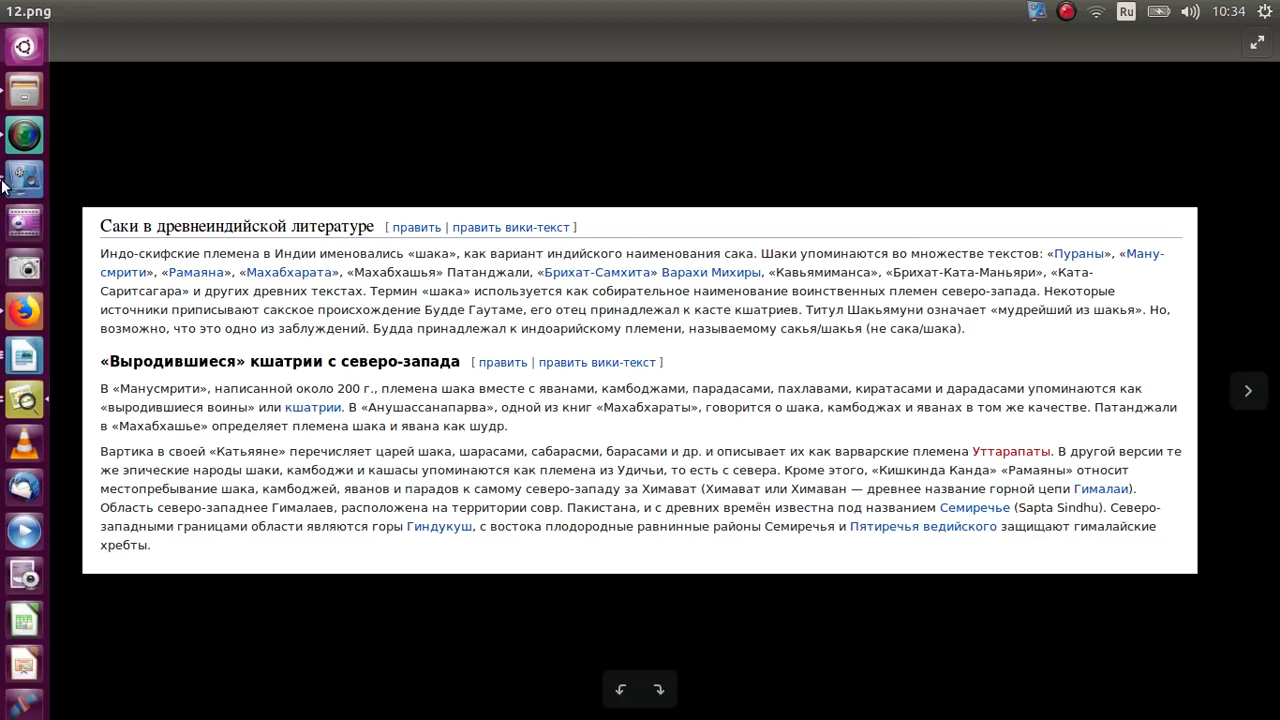 12.png
Ru
10:34
Саки в древнеиндийской литературе [ править | править вики-текст ]
Индо-скифские племена в Индии именовались «шака», как вариант индийского наименования сака. Шаки упоминаются во множестве текстов: «Пураны», «Ману-
смрити», «Рамаяна», «Махабхарата», «Махабхашья» Патанджали, «Брихат-Самхита» Варахи Михиры, «Кавьямиманса», «Брихат-Ката-Маньяри», «Ката-
Саритсагара» и других древних текстах. Термин «шака» используется как собирательное наименование воинственных племен северо-запада. Некоторые
источники приписывают сакское происхождение Будде Гаутаме, его отец принадлежал к касте кшатриев. Титул Шакьямуни означает «мудрейший из шакья». Но,
возможно, что это одно из заблуждений. Будда принадлежал к индоарийскому племени, называемому сакья/шакья (не сака/шака).
«Выродившиеся» кшатрии с северо-запада [ править | править вики-текст ]
В «Манусмрити», написанной около 200 г., племена шака вместе с яванами, камбоджами, парадасами, пахлавами, киратасами и дарадасами упоминаются как
«выродившиеся воины» или кшатрии. В «Анушассанапарва», одной из книг «Махабхараты», говорится о шака, камбоджах и яванах в том же качестве. Патанджали
в «Махабхашье» определяет племена шака и явана как шудр.
Вартика в своей «Катьяяне» перечисляет царей шака, шарасами, сабарасми, барасами и др. и описывает их как варварские племена Уттарапаты. В другой версии те
же эпические народы шаки, камбоджи и кашасы упоминаются как племена из Удичьи, то есть с севера. Кроме этого, «Кишкинда Канда» «Рамаяны» относит
местопребывание шака, камбоджей, яванов и парадов к самому северо-западу за Химават (Химават или Химаван — древнее название горной цепи Гималаи).
Область северо-западнее Гималаев, расположена на территории совр. Пакистана, и с древних времён известна под названием Семиречье (Sapta Sindhu). Северо-
западными границами области являются горы Гиндукуш, с востока плодородные равнинные районы Семиречья и Пятиречья ведийского защищают гималайские
хребты.